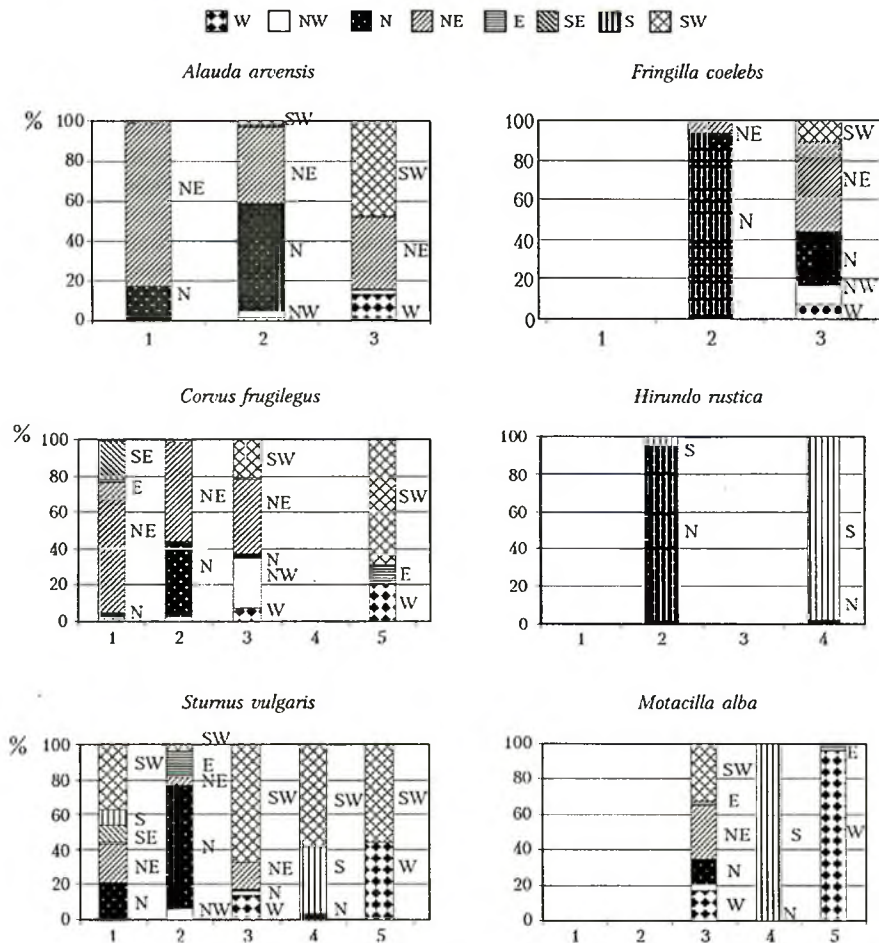 W NW N NE E SE S SW
Alauda arvensis
%
100
80
60
40
20
0
NE
N
SW
NE
N
NW
SW
NE
W
1 2 3
Fringilla coelebs
100
80
60
40
20
0
NE
N
SW
NE
N
NW
W
1 2 3
Corvus frugilegus
%
100
80
60
40
20
0
SE
E
NE
N
NE
N
SW
NE
N
NW
W
SW
E
W
1 2 3 4 5
Hirundo rustica
100
80
60
40
20
0
S
N
S
N
1 2 3 4
Sturnus vulgaris
%
100
80
60
40
20
0
SW
S
SE
NE
N
SW
E
NE
N
NW
SW
NE
N
W
SW
S
N
SW
W
1 2 3 4 5
Motacilla alba
100
80
60
40
20
0
SW
E
NE
N
W
S
N
E
W
1 2 3 4 5